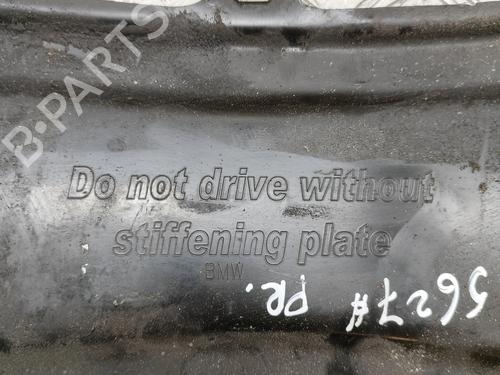 B-PARTS
Do not drive without
stiffening plate
BMW
5627# PR.